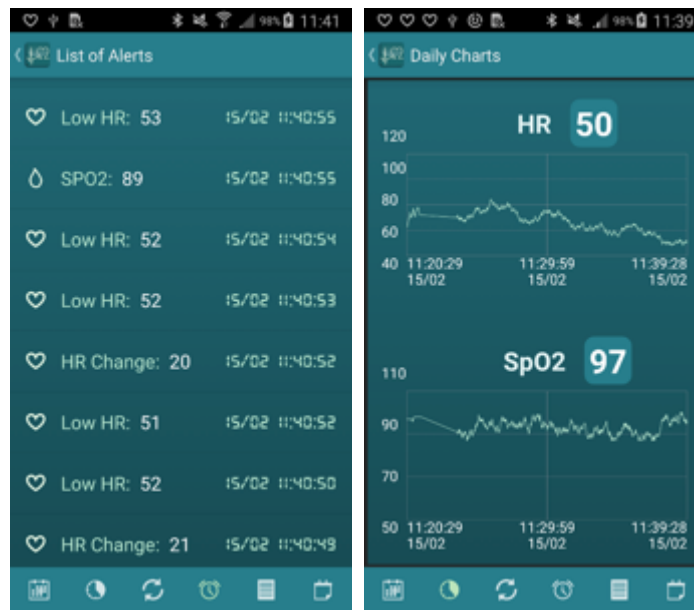 98% 11:41
List of Alerts
Low HR: 53 15/02 11:40:55
SPO2: 89 15/02 11:40:55
Low HR: 52 15/02 11:40:54
Low HR: 52 15/02 11:40:53
HR Change: 20 15/02 11:40:52
Low HR: 51 15/02 11:40:52
Low HR: 52 15/02 11:40:50
HR Change: 21 15/02 11:40:49
98% 11:39
Daily Charts
HR 50
120
100
80
60
40
11:20:29 11:29:59 11:39:28
15/02 15/02 15/02
SpO2 97
110
90
70
50
11:20:29 11:29:59 11:39:28
15/02 15/02 15/02